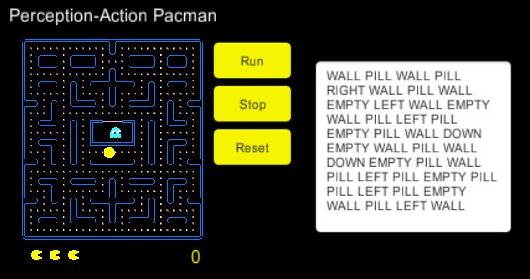 Perception-Action Pacman
Run
Stop
Reset
WALL PILL WALL PILL
RIGHT WALL PILL WALL
EMPTY LEFT WALL EMPTY
WALL PILL LEFT PILL
EMPTY PILL WALL DOWN
EMPTY WALL PILL WALL
DOWN EMPTY PILL WALL
PILL LEFT PILL EMPTY PILL
PILL LEFT PILL EMPTY
WALL PILL LEFT WALL
0